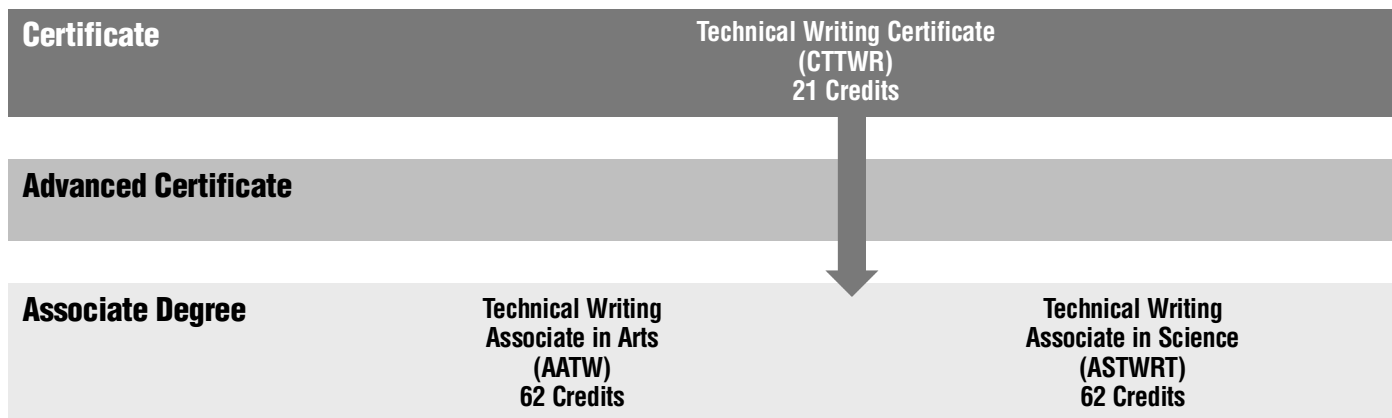 Certificate
Technical Writing Certificate
(CTTWR)
21 Credits
Advanced Certificate
Associate Degree
Technical Writing
Associate in Arts
(AATW)
62 Credits
Technical Writing
Associate in Science
(ASTWRT)
62 Credits